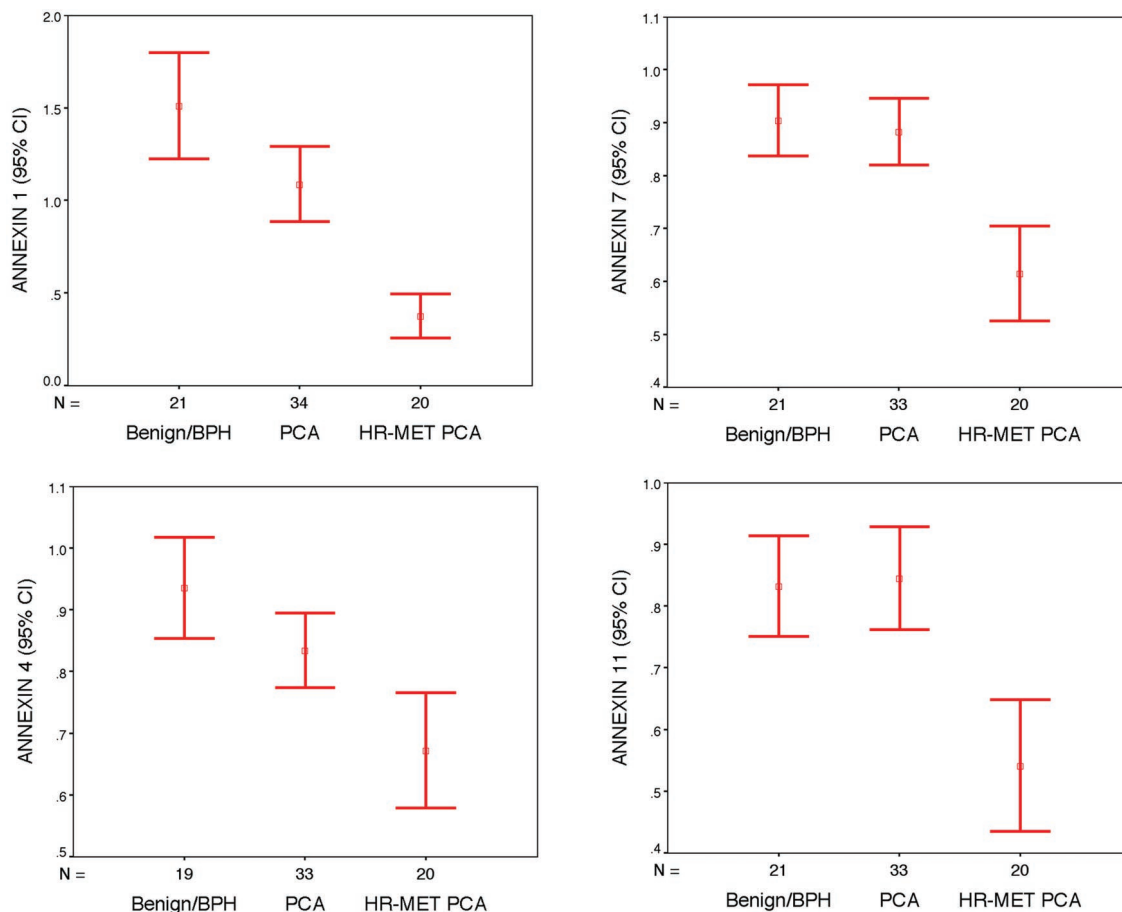 ANNEXIN 1 (95% CI)
2.0
1.5
1.0
.5
0.0
N = 21 34 20
Benign/BPH PCA HR-MET PCA
ANNEXIN 7 (95% CI)
1.1
1.0
.9
.8
.7
.6
.5
.4
N = 21 33 20
Benign/BPH PCA HR-MET PCA
ANNEXIN 4 (95% CI)
1.1
1.0
.9
.8
.7
.6
.5
N = 19 33 20
Benign/BPH PCA HR-MET PCA
ANNEXIN 11 (95% CI)
1.0
.9
.8
.7
.6
.5
.4
N = 21 33 20
Benign/BPH PCA HR-MET PCA